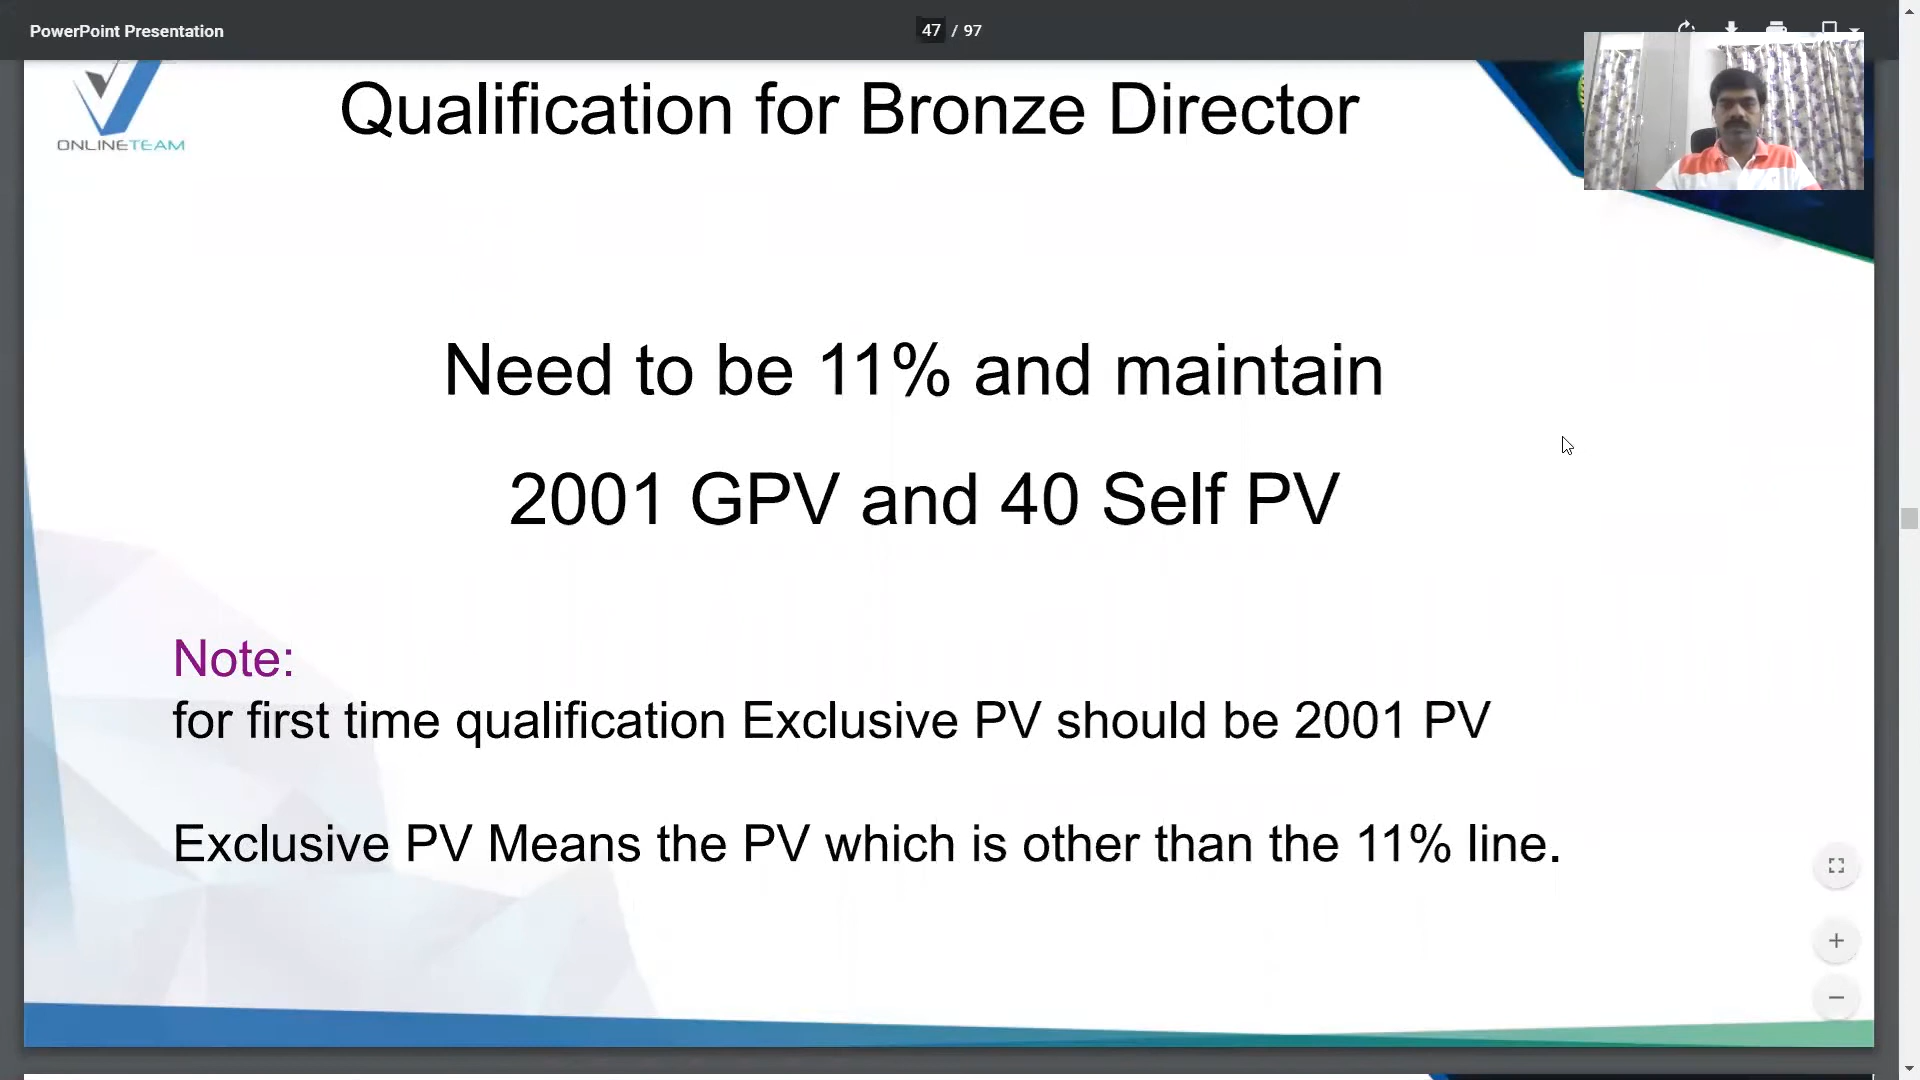 PowerPoint Presentation
47 / 97
ONLINETEAM
Qualification for Bronze Director
Need to be 11% and maintain
2001 GPV and 40 Self PV
Note:
for first time qualification Exclusive PV should be 2001 PV
Exclusive PV Means the PV which is other than the 11% line.